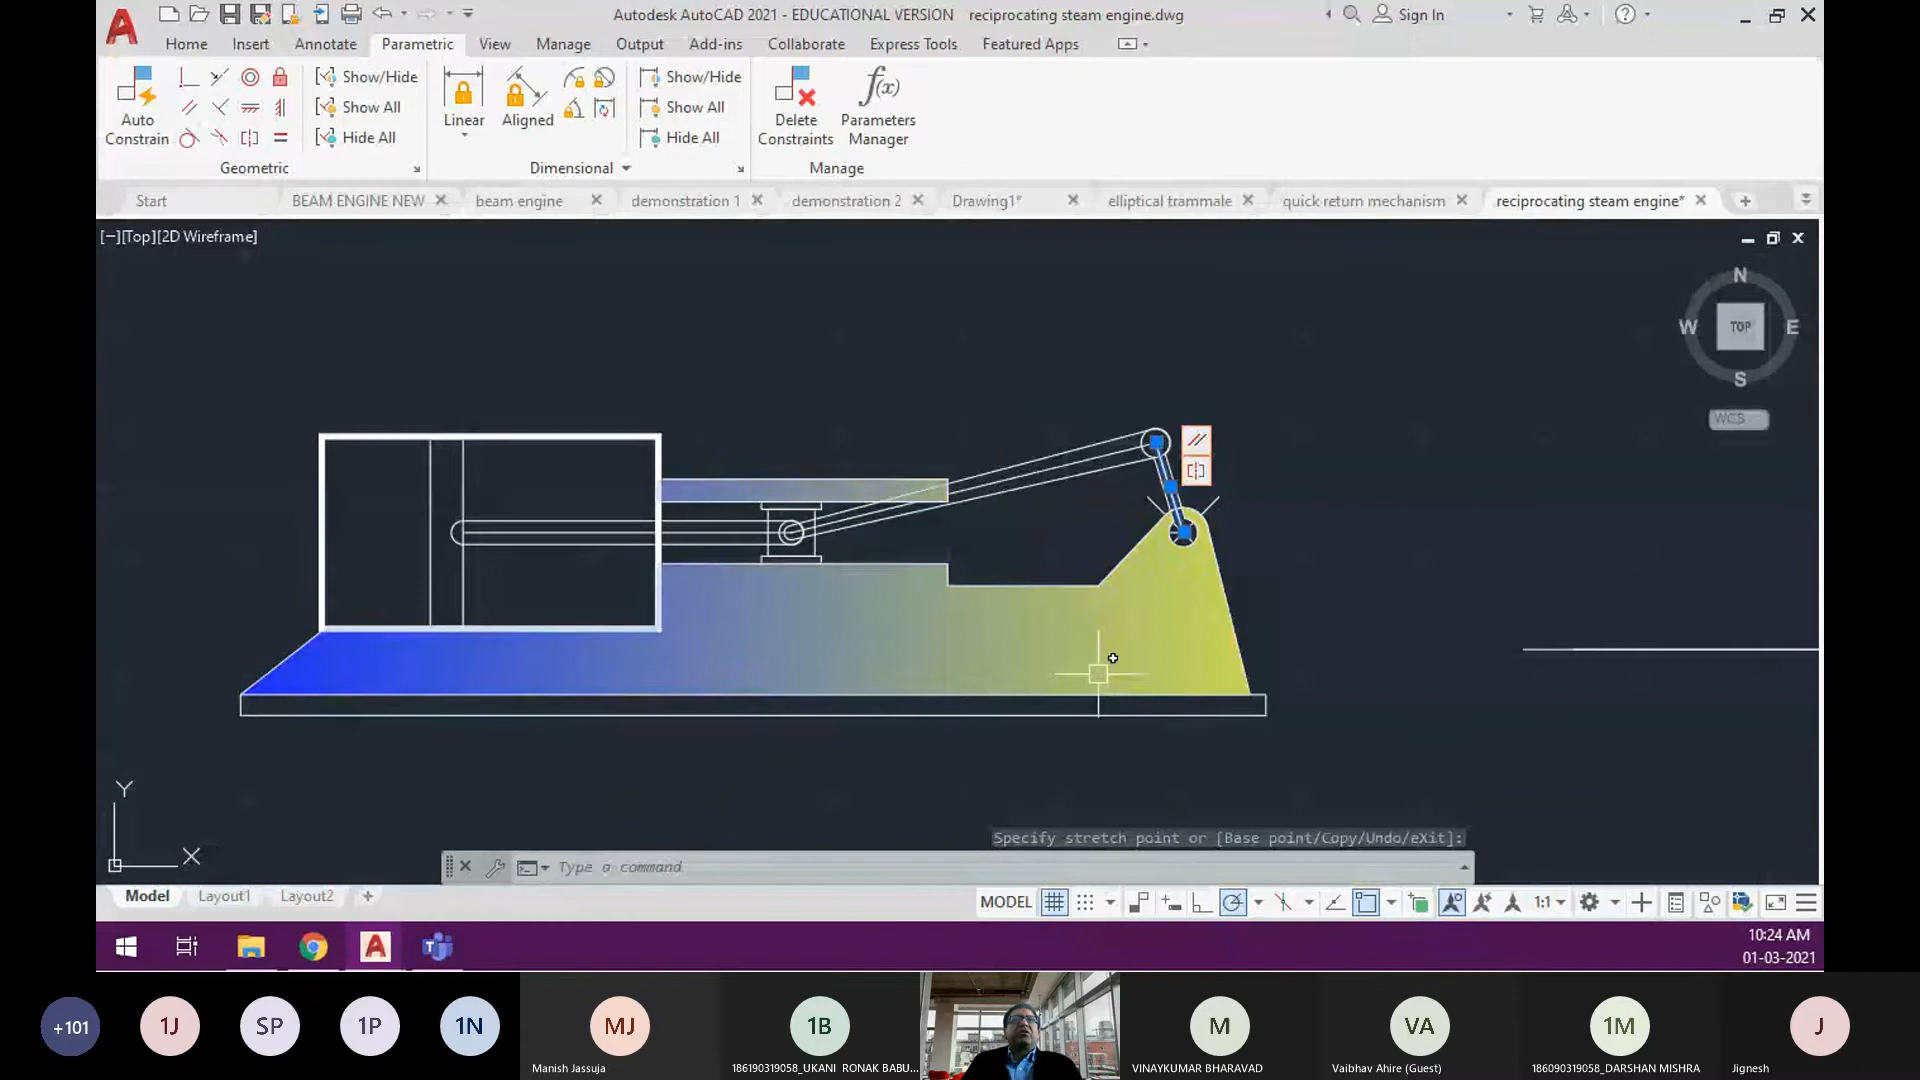 Autodesk AutoCAD 2021 - EDUCATIONAL VERSION reciprocating steam engine.dwg
Sign In
Home Insert Annotate Parametric View Manage Output Add-ins Collaborate Express Tools Featured Apps
Auto Constrain
Show/Hide
Show All
Hide All
Geometric
Linear
Aligned
Show/Hide
Show All
Hide All
Dimensional
Delete Constraints
f(x)
Parameters Manager
Manage
Start BEAM ENGINE NEW beam engine demonstration 1 demonstration 2 Drawing1* elliptical trammale quick return mechanism reciprocating steam engine*
[−][Top][2D Wireframe]
N
W TOP E
S
WCS
Y
X
Specify stretch point or [Base point/Copy/Undo/eXit]:
Type a command
Model Layout1 Layout2 +
MODEL 1:1
10:24 AM
01-03-2021
+101 1J SP 1P 1N MJ 1B M VA 1M J
Manish Jassuja 186190319058_UKANI RONAK BABU... VINAYKUMAR BHARAVAD Vaibhav Ahire (Guest) 186090319058_DARSHAN MISHRA Jignesh